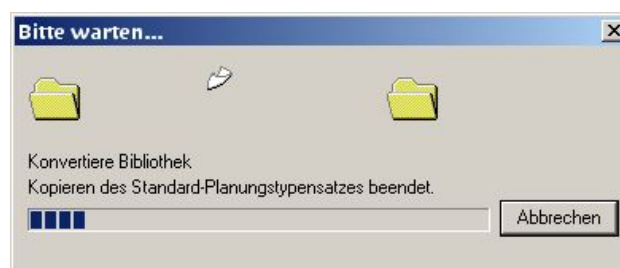 Bitte warten...
Konvertiere Bibliothek
Kopieren des Standard-Planungstypensatzes beendet.
Abbrechen